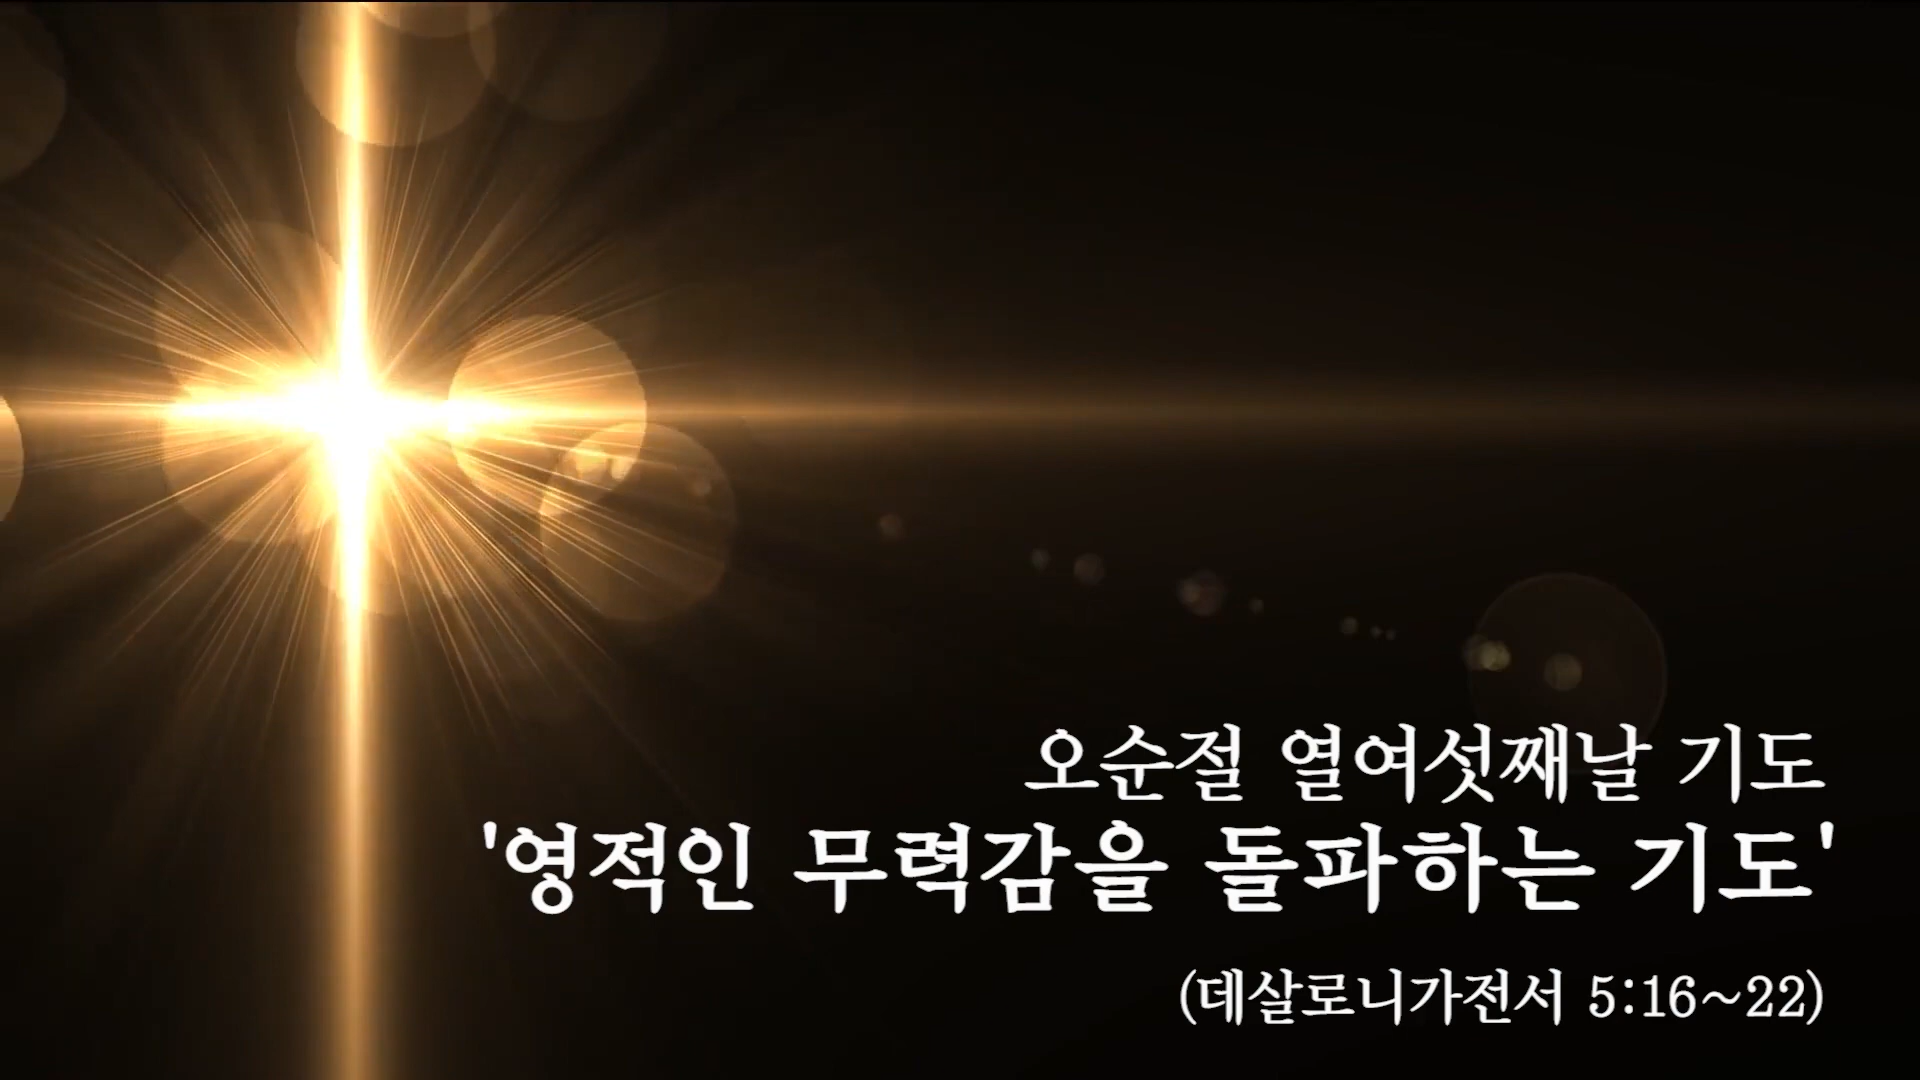 오순절 열여섯째날 기도
'영적인 무력감을 돌파하는 기도'
(데살로니가전서 5:16~22)